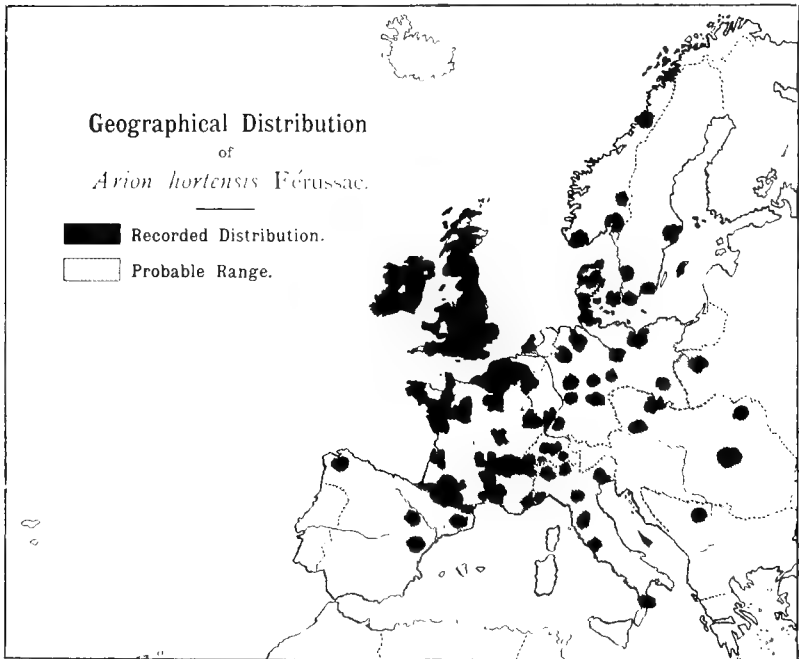 Geographical Distribution
of
Arion hortensis Férussac.
Recorded Distribution.
Probable Range.